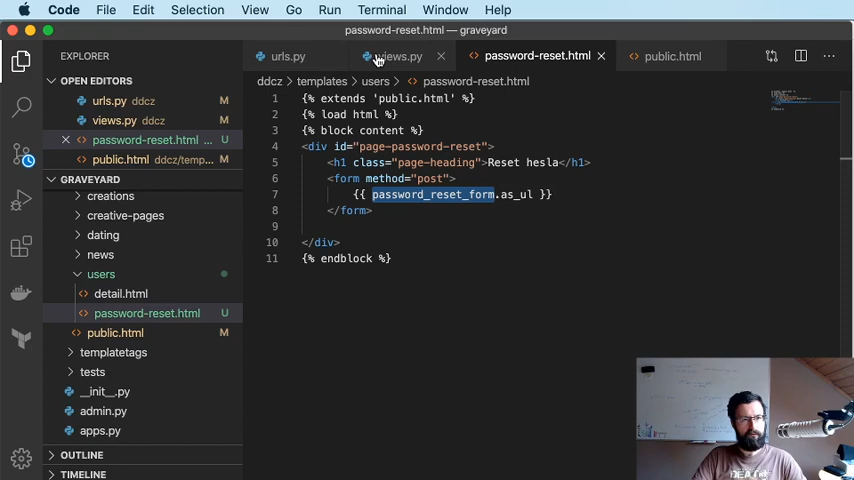 Code File Edit Selection View Go Run Terminal Window Help
password-reset.html — graveyard
EXPLORER
urls.py
views.py
password-reset.html
public.html
OPEN EDITORS
urls.py ddcz M
views.py ddcz M
password-reset.html ... U
public.html ddcz/temp... M
GRAVEYARD
creations
creative-pages
dating
news
users
detail.html
password-reset.html U
public.html M
templatetags
tests
__init__.py
admin.py
apps.py
OUTLINE
TIMELINE
ddcz > templates > users > password-reset.html
1 {% extends 'public.html' %}
2 {% load html %}
3 {% block content %}
4 <div id="page-password-reset">
5 <h1 class="page-heading">Reset hesla</h1>
6 <form method="post">
7 {{ password_reset_form.as_ul }}
8 </form>
9
10 </div>
11 {% endblock %}